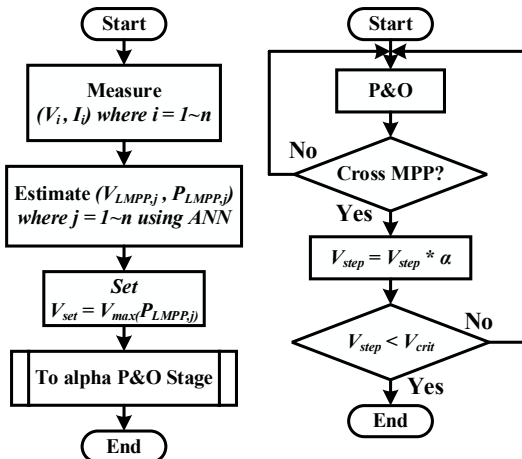 Start
Measure
(V_i , I_i) where i = 1~n
Estimate (V_LMPP,j , P_LMPP,j)
where j = 1~n using ANN
Set
V_set = V_max(P_LMPP,j)
To alpha P&O Stage
End
Start
P&O
No
Cross MPP?
Yes
V_step = V_step * α
No
V_step < V_crit
Yes
End